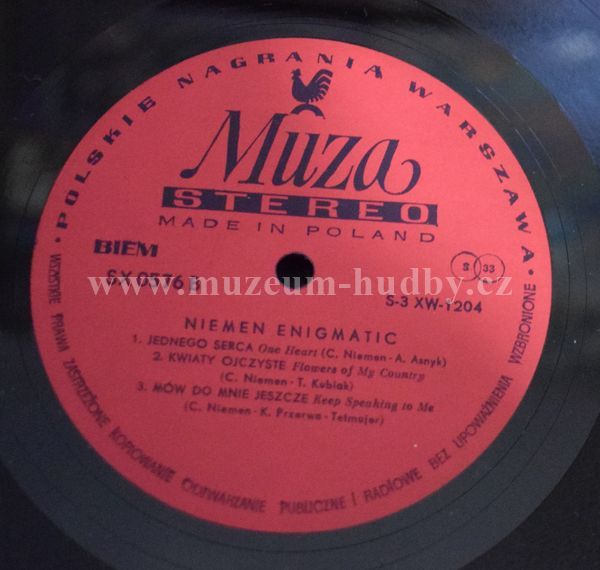 • POLSKIE NAGRANIA WARSZAWA •
Muza
STEREO
MADE IN POLAND
BIEM
SX 0576 B
S 33
S-3 XW-1204
www.muzeum-hudby.cz
NIEMEN ENIGMATIC
1. JEDNEGO SERCA One Heart (C. Niemen - A. Asnyk)
2. KWIATY OJCZYSTE Flowers of My Country
(C. Niemen - T. Kubiak)
3. MÓW DO MNIE JESZCZE Keep Speaking to Me
(C. Niemen - K. Przerwa - Tetmajer)
WSZYSTKIE PRAWA ZASTRZEŻONE KOPIOWANIE ODTWARZANIE PUBLICZNE I RADIOWE BEZ UPOWAŻNIENIA WZBRONIONE